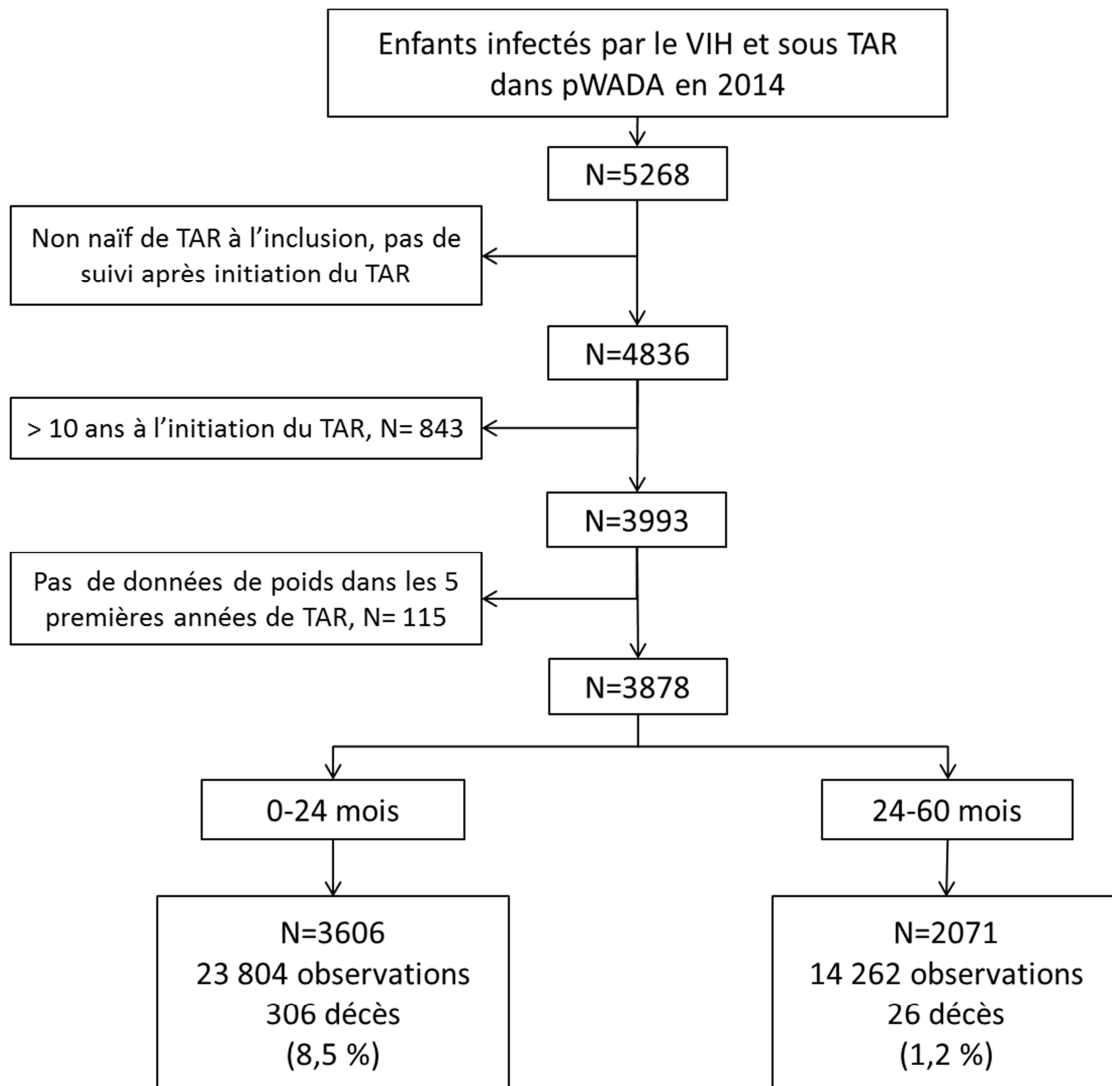 Enfants infectés par le VIH et sous TAR
dans pWADA en 2014
N=5268
Non naïf de TAR à l’inclusion, pas de
suivi après initiation du TAR
N=4836
> 10 ans à l’initiation du TAR, N= 843
N=3993
Pas de données de poids dans les 5
premières années de TAR, N= 115
N=3878
0-24 mois
24-60 mois
N=3606
23 804 observations
306 décès
(8,5 %)
N=2071
14 262 observations
26 décès
(1,2 %)